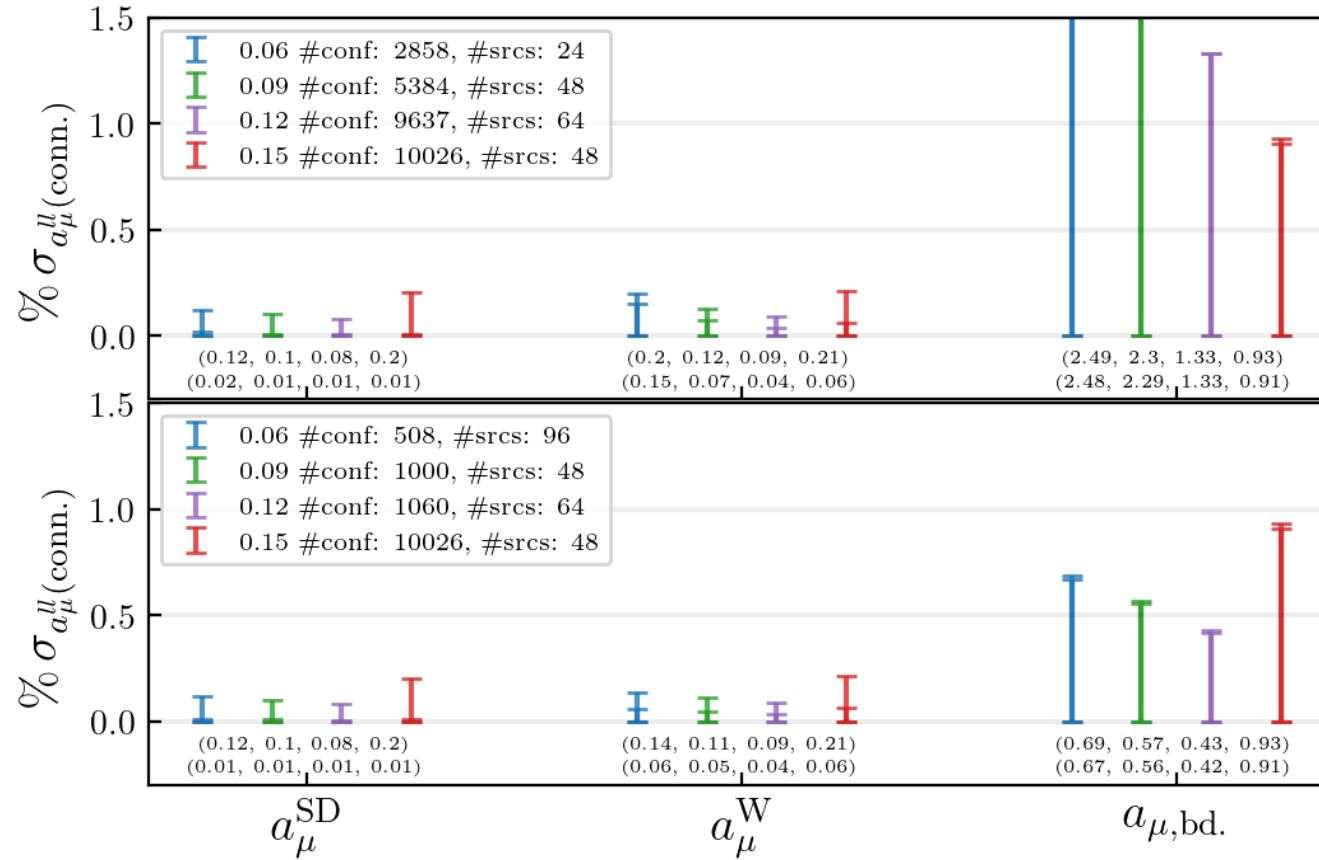 1.5
0.06 #conf: 2858, #srcs: 24
0.09 #conf: 5384, #srcs: 48
0.12 #conf: 9637, #srcs: 64
0.15 #conf: 10026, #srcs: 48
1.0
0.5
0.0
% σ_{a_μ^{ll}(conn.)}
(0.12, 0.1, 0.08, 0.2) (0.2, 0.12, 0.09, 0.21) (2.49, 2.3, 1.33, 0.93)
(0.02, 0.01, 0.01, 0.01) (0.15, 0.07, 0.04, 0.06) (2.48, 2.29, 1.33, 0.91)
1.5
0.06 #conf: 508, #srcs: 96
0.09 #conf: 1000, #srcs: 48
0.12 #conf: 1060, #srcs: 64
0.15 #conf: 10026, #srcs: 48
1.0
0.5
0.0
% σ_{a_μ^{ll}(conn.)}
(0.12, 0.1, 0.08, 0.2) (0.14, 0.11, 0.09, 0.21) (0.69, 0.57, 0.43, 0.93)
(0.01, 0.01, 0.01, 0.01) (0.06, 0.05, 0.04, 0.06) (0.67, 0.56, 0.42, 0.91)
a_μ^{SD} a_μ^{W} a_{μ,bd.}